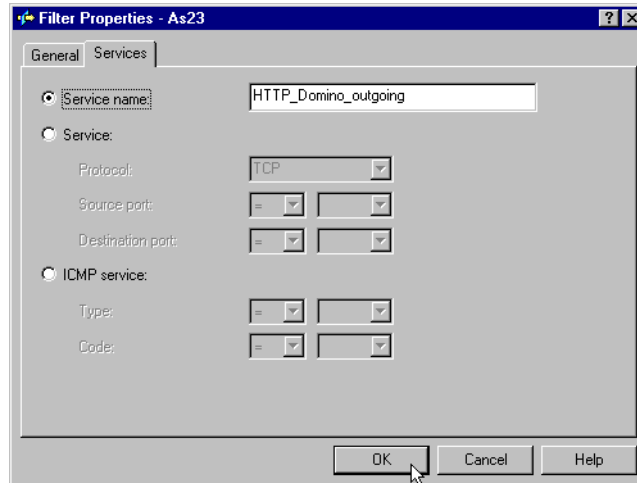 Filter Properties - As23
General Services
Service name: HTTP_Domino_outgoing
Service:
Protocol: TCP
Source port: =
Destination port: =
ICMP service:
Type: =
Code: =
OK Cancel Help